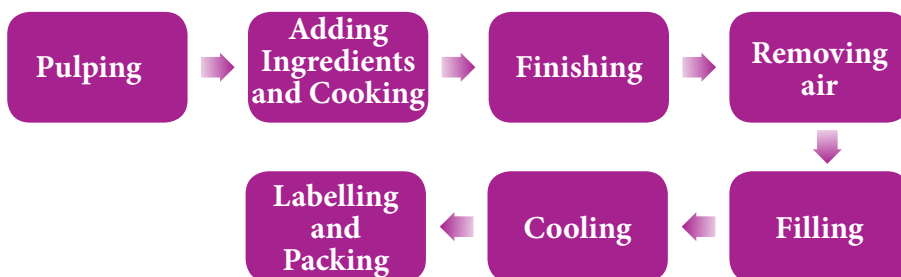 Pulping
Adding
Ingredients
and Cooking
Finishing
Removing
air
Filling
Cooling
Labelling
and
Packing